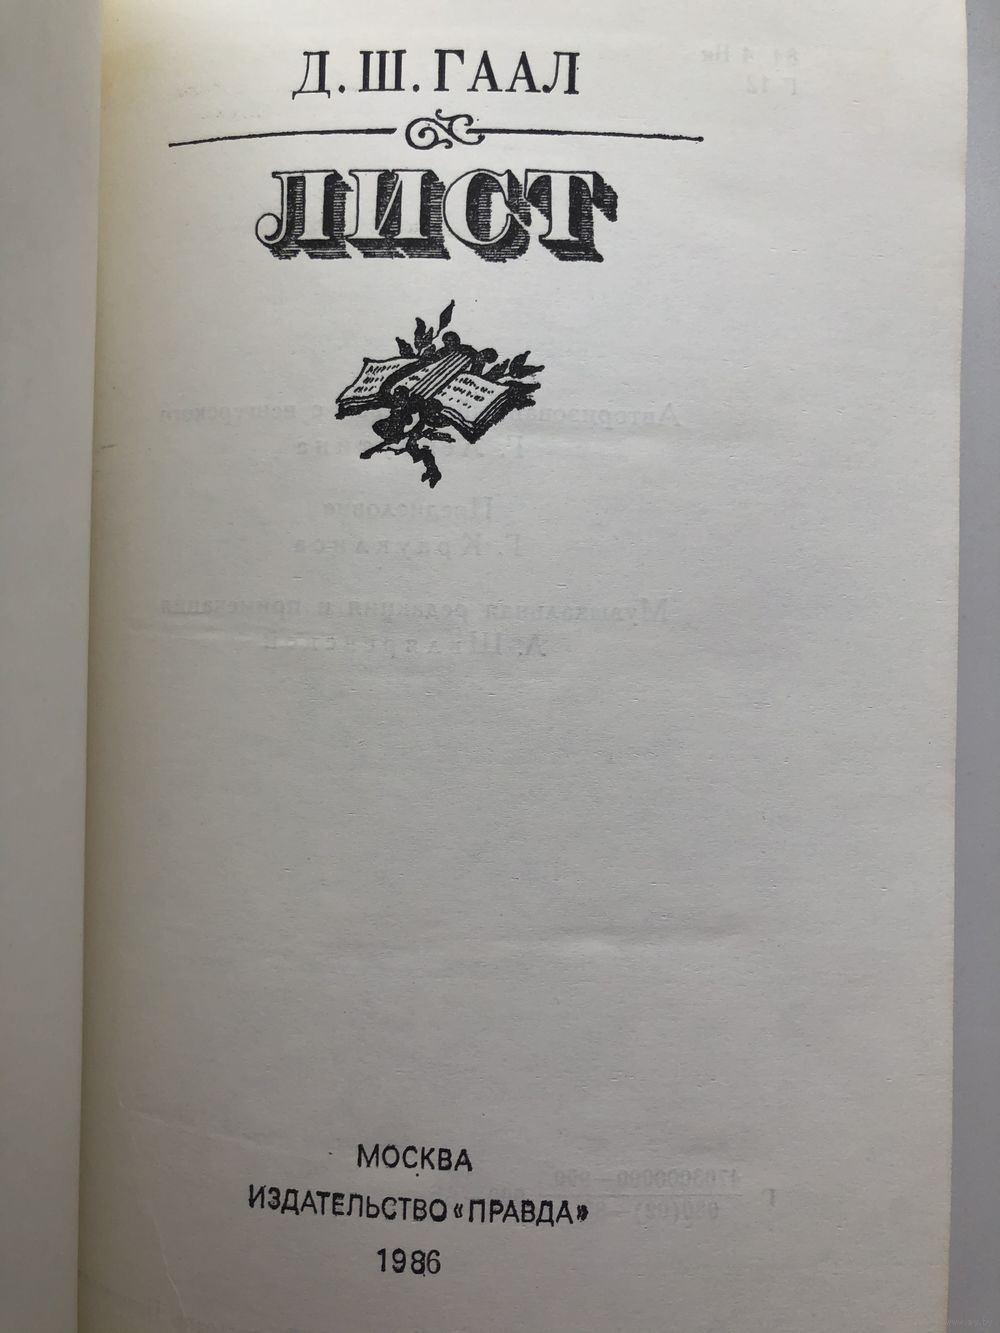 Д. Ш. ГААЛ
ЛИСТ
МОСКВА
ИЗДАТЕЛЬСТВО «ПРАВДА»
1986